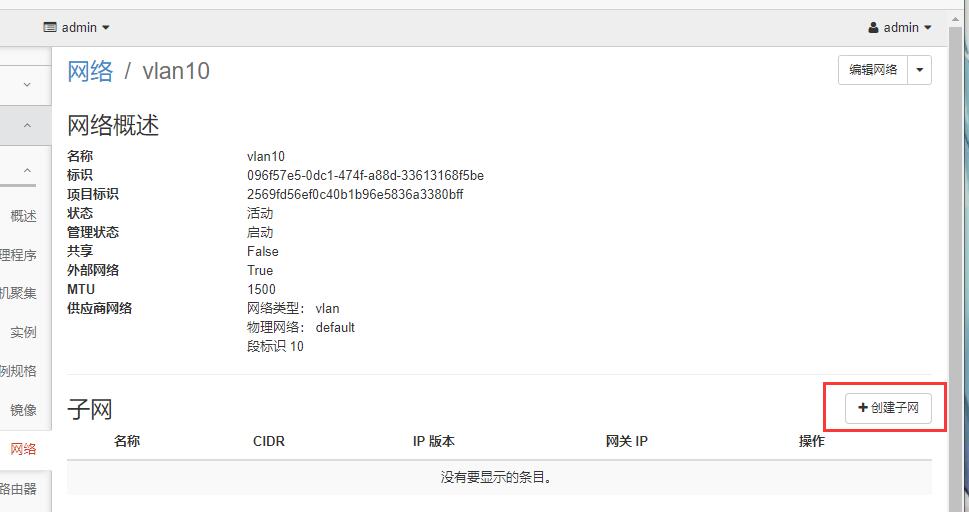 admin admin
网络 / vlan10 编辑网络
网络概述
名称 vlan10
标识 096f57e5-0dc1-474f-a88d-33613168f5be
项目标识 2569fd56ef0c40b1b96e5836a3380bff
状态 活动
管理状态 启动
共享 False
外部网络 True
MTU 1500
供应商网络 网络类型: vlan
物理网络: default
段标识 10
概述
理程序
机聚集
实例
例规格
镜像
网络
路由器
子网 创建子网
名称 CIDR IP 版本 网关 IP 操作
没有要显示的条目。